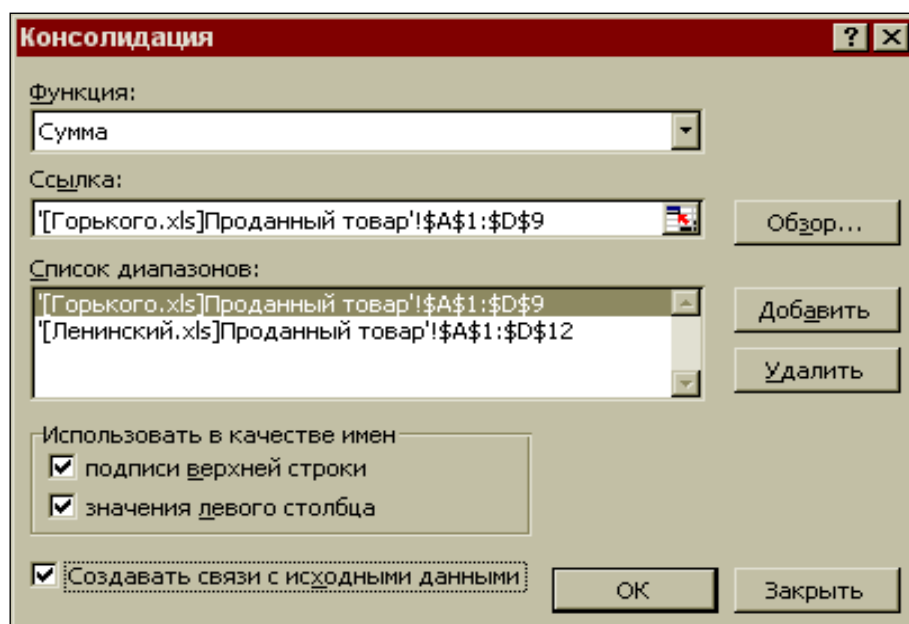 Консолидация
Функция:
Сумма
Ссылка:
'[Горького.xls]Проданный товар'!$A$1:$D$9
Обзор...
Список диапазонов:
'[Горького.xls]Проданный товар'!$A$1:$D$9
'[Ленинский.xls]Проданный товар'!$A$1:$D$12
Добавить
Удалить
Использовать в качестве имен
подписи верхней строки
значения левого столбца
Создавать связи с исходными данными
ОК
Закрыть